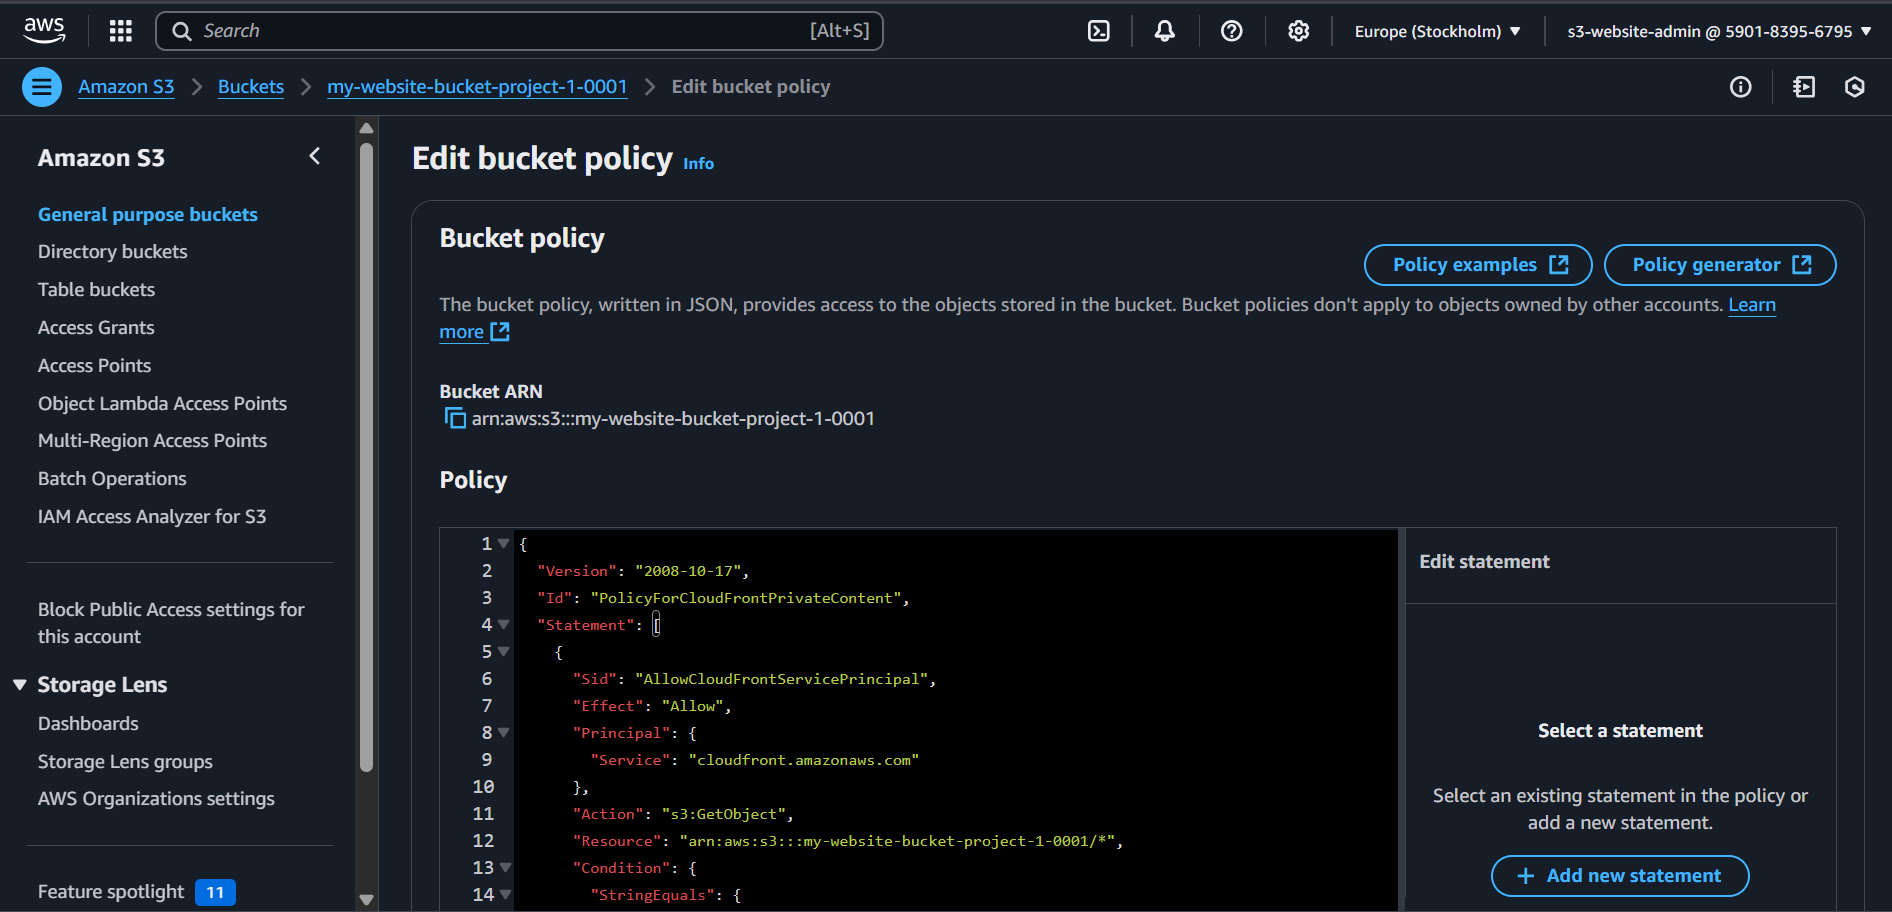 aws
Search [Alt+S]
Europe (Stockholm)
s3-website-admin @ 5901-8395-6795
Amazon S3 Buckets my-website-bucket-project-1-0001 Edit bucket policy
Amazon S3
General purpose buckets
Directory buckets
Table buckets
Access Grants
Access Points
Object Lambda Access Points
Multi-Region Access Points
Batch Operations
IAM Access Analyzer for S3
Block Public Access settings for
this account
Storage Lens
Dashboards
Storage Lens groups
AWS Organizations settings
Feature spotlight 11
Edit bucket policy Info
Bucket policy
Policy examples
Policy generator
The bucket policy, written in JSON, provides access to the objects stored in the bucket. Bucket policies don't apply to objects owned by other accounts. Learn
more
Bucket ARN
arn:aws:s3:::my-website-bucket-project-1-0001
Policy
1 {
2 "Version": "2008-10-17",
3 "Id": "PolicyForCloudFrontPrivateContent",
4 "Statement": [
5 {
6 "Sid": "AllowCloudFrontServicePrincipal",
7 "Effect": "Allow",
8 "Principal": {
9 "Service": "cloudfront.amazonaws.com"
10 },
11 "Action": "s3:GetObject",
12 "Resource": "arn:aws:s3:::my-website-bucket-project-1-0001/*",
13 "Condition": {
14 "StringEquals": {
Edit statement
Select a statement
Select an existing statement in the policy or
add a new statement.
+ Add new statement